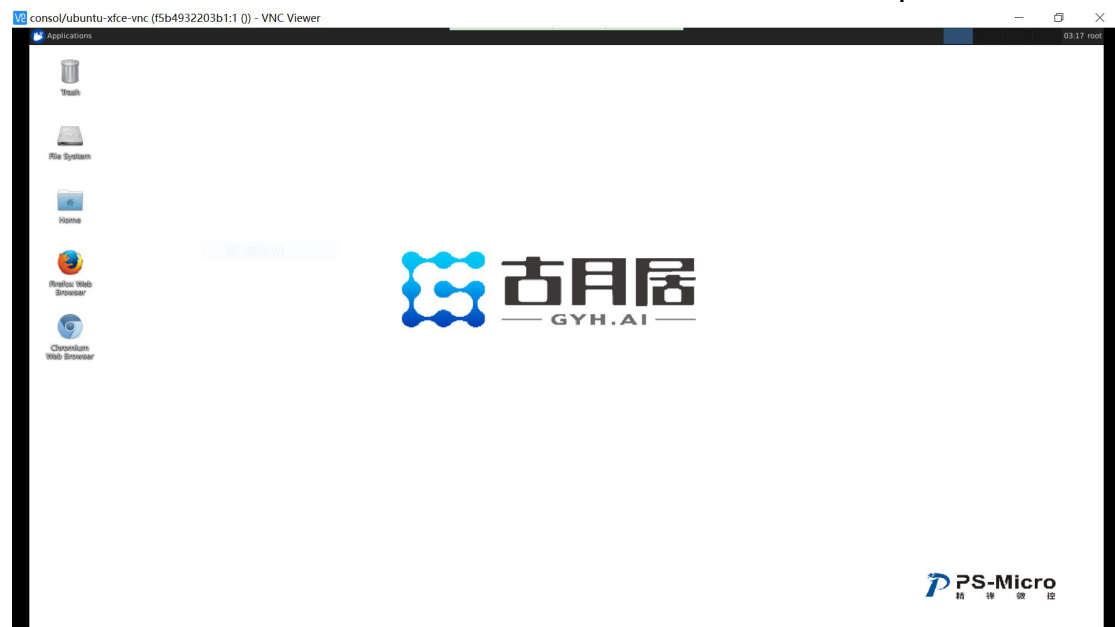 consol/ubuntu-xfce-vnc (f5b4932203b1:1 ()) - VNC Viewer
Applications
03:17 root
Trash
File System
Home
Firefox Web
Browser
Chromium
Web Browser
古月居
GYH.AI
PS-Micro
精锋微控